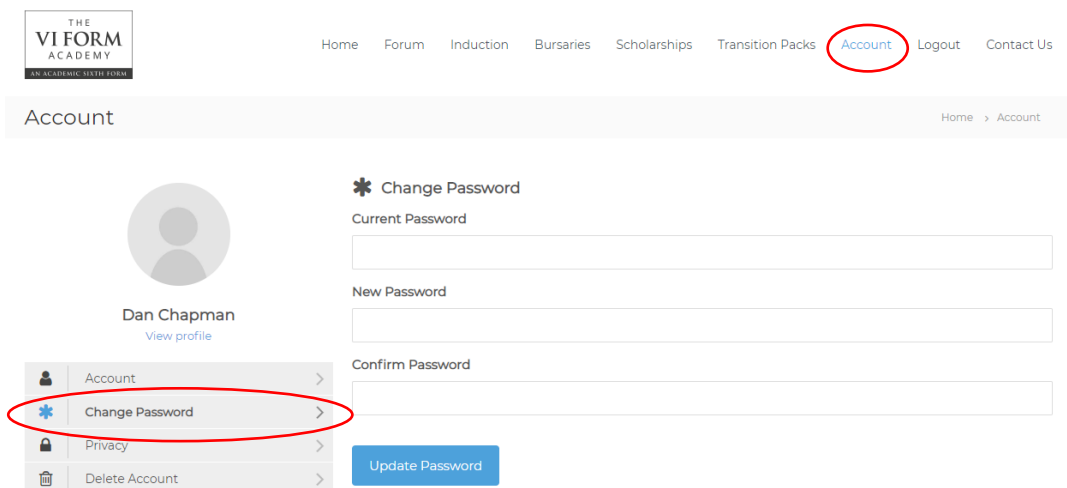 THE
VI FORM
ACADEMY
AN ACADEMIC SIXTH FORM
Home Forum Induction Bursaries Scholarships Transition Packs Account Logout Contact Us
Account
Home > Account
Dan Chapman
View profile
Account
Change Password
Privacy
Delete Account
Change Password
Current Password
New Password
Confirm Password
Update Password